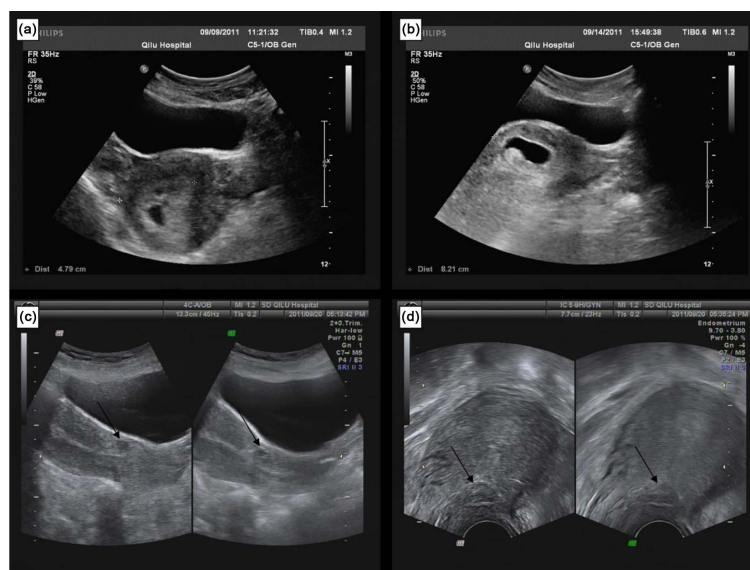 (a)
PHILIPS
09/09/2011 11:21:32 TIB0.4 MI 1.2
Qilu Hospital C5-1/OB Gen
FR 35Hz
RS
2D
39%
C 58
P Low
HGen
M3
12
Dist 4.79 cm
(b)
HILIPS
09/14/2011 15:49:38 TIB0.6 MI 1.2
Qilu Hospital C5-1/OB Gen
FR 35Hz
RS
2D
50%
C 58
P Low
HGen
M3
12
Dist 8.21 cm
(c)
4C-A/OB MI 1.2 SD QILU Hospital
13.3cm / 45Hz Tis 0.2 2011/09/20 05:13:42 PM
2+3.Trim.
Har-low
Pwr 100
Gn 1
C7 / M5
P4 / E3
SRI II 3
(d)
IC 5-9H/GYN MI 1.2 SD QILU Hospital
7.7cm / 23Hz Tis 0.2 2011/09/20 05:35:24 PM
Endometrium
9.70 - 3.80
Pwr 100 %
Gn -4
C7 / M5
P2 / E3
SRI II 5